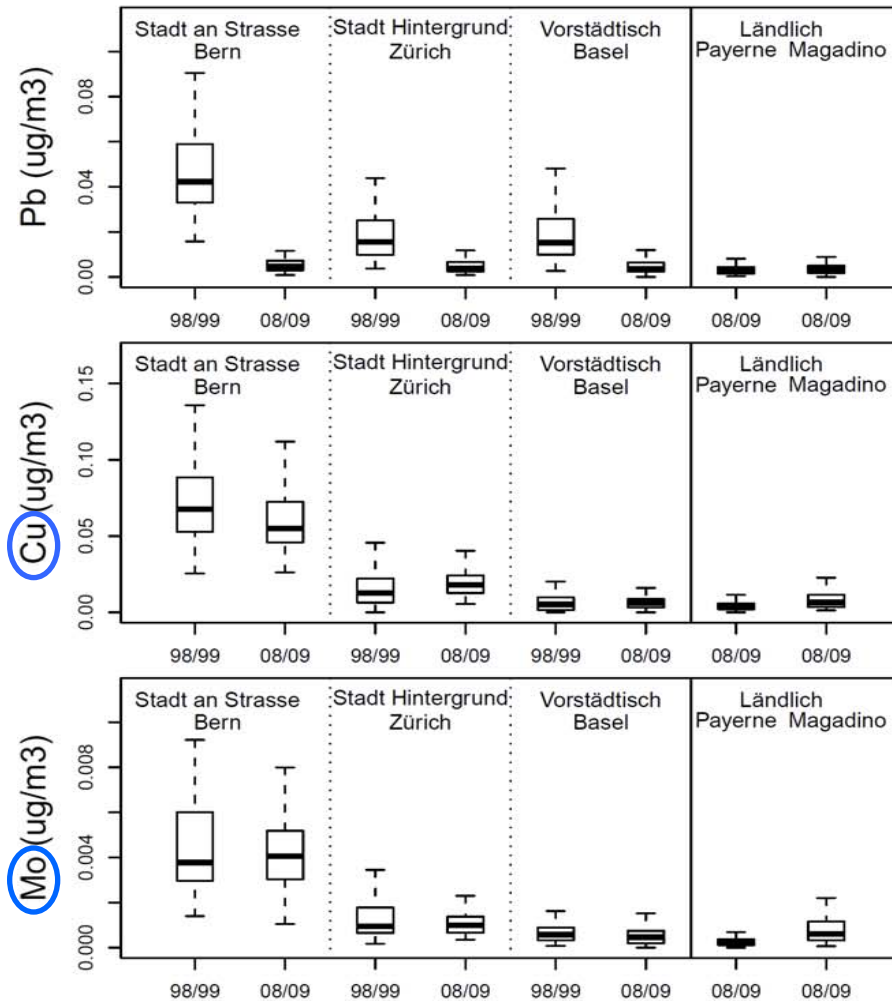 Pb (ug/m3)
0.08
0.04
0.00
Stadt an Strasse
Bern
Stadt Hintergrund
Zürich
Vorstädtisch
Basel
Ländlich
Payerne Magadino
98/99 08/09 98/99 08/09 98/99 08/09 08/09 08/09
Cu (ug/m3)
0.15
0.10
0.05
0.00
Stadt an Strasse
Bern
Stadt Hintergrund
Zürich
Vorstädtisch
Basel
Ländlich
Payerne Magadino
98/99 08/09 98/99 08/09 98/99 08/09 08/09 08/09
Mo (ug/m3)
0.008
0.004
0.000
Stadt an Strasse
Bern
Stadt Hintergrund
Zürich
Vorstädtisch
Basel
Ländlich
Payerne Magadino
98/99 08/09 98/99 08/09 98/99 08/09 08/09 08/09